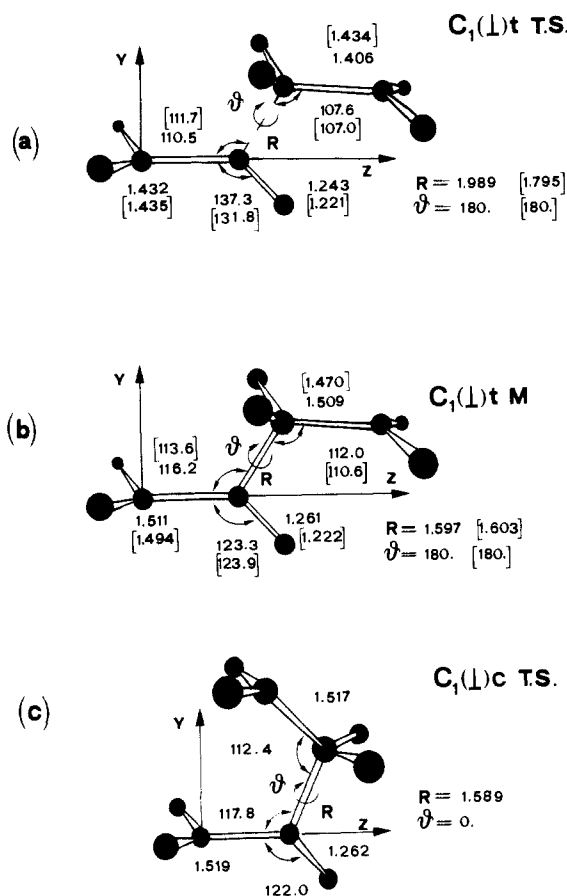 C₁(⊥)t T.S.
(a)
Y
[1.434]
1.406
[111.7]
110.5
ϑ
R
107.6
[107.0]
Z
1.432
[1.435]
137.3
[131.8]
1.243
[1.221]
R = 1.989 [1.795]
ϑ = 180. [180.]
C₁(⊥)t M
(b)
Y
[1.470]
1.509
[113.6]
116.2
ϑ
R
112.0
[110.6]
Z
1.511
[1.494]
123.3
[123.9]
1.261
[1.222]
R = 1.597 [1.603]
ϑ = 180. [180.]
C₁(⊥)c T.S.
(c)
Y
1.517
112.4
ϑ
117.8
R
Z
1.519
1.262
122.0
R = 1.589
ϑ = 0.